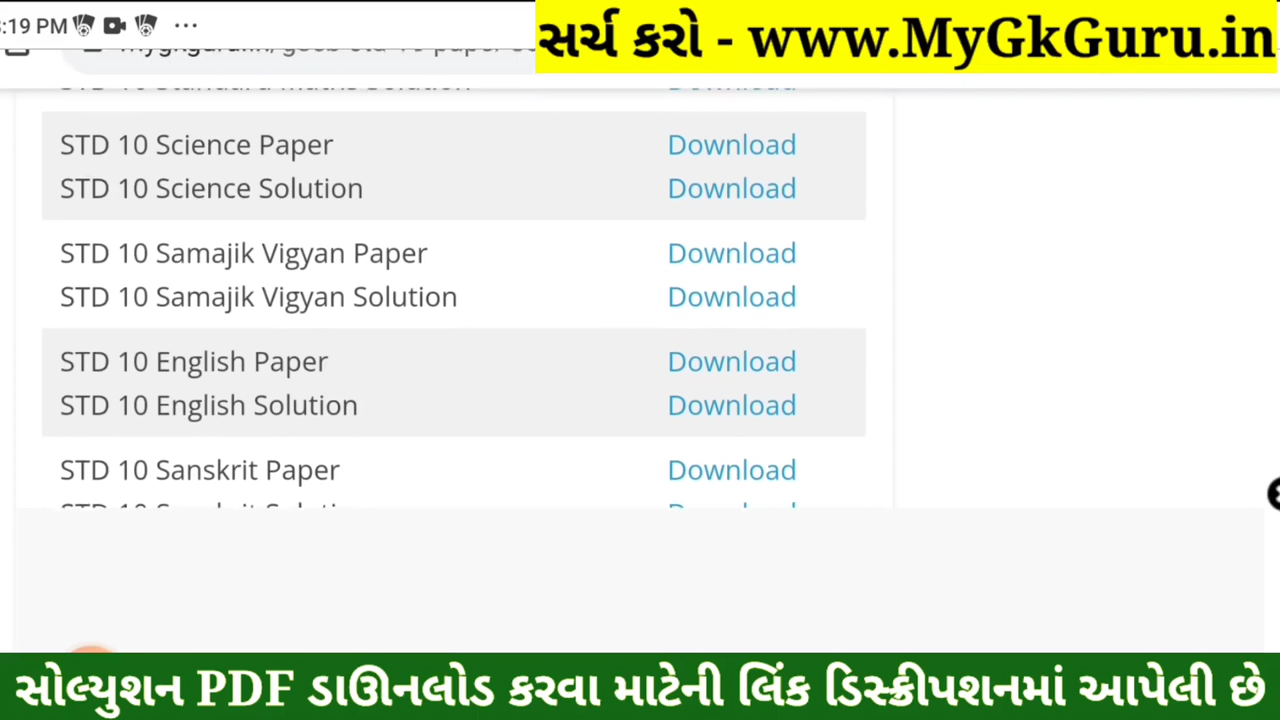 :19 PM
સર્ચ કરો - www.MyGkGuru.in
STD 10 Science Paper Download
STD 10 Science Solution Download
STD 10 Samajik Vigyan Paper Download
STD 10 Samajik Vigyan Solution Download
STD 10 English Paper Download
STD 10 English Solution Download
STD 10 Sanskrit Paper Download
સોલ્યુશન PDF ડાઊનલોડ કરવા માટેની લિંક ડિસ્ક્રીપશનમાં આપેલી છે